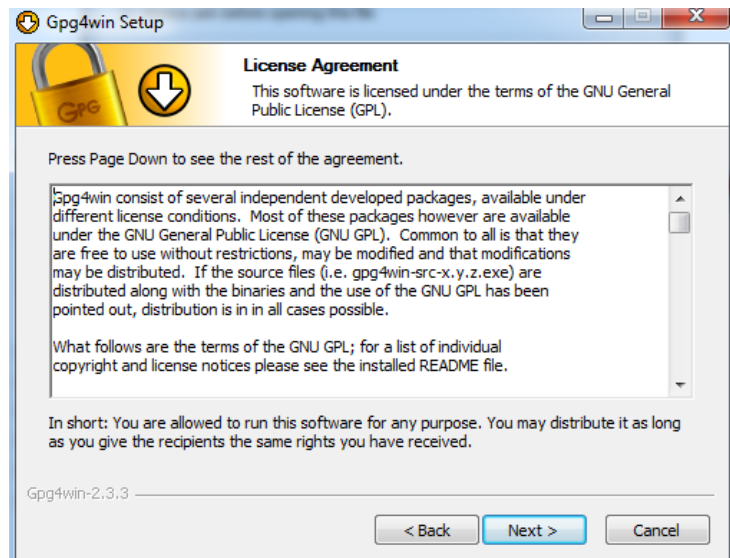 Gpg4win Setup
License Agreement
This software is licensed under the terms of the GNU General
Public License (GPL).
GPG
Press Page Down to see the rest of the agreement.
Gpg4win consist of several independent developed packages, available under
different license conditions.  Most of these packages however are available
under the GNU General Public License (GNU GPL).  Common to all is that they
are free to use without restrictions, may be modified and that modifications
may be distributed.  If the source files (i.e. gpg4win-src-x.y.z.exe) are
distributed along with the binaries and the use of the GNU GPL has been
pointed out, distribution is in in all cases possible.
What follows are the terms of the GNU GPL; for a list of individual
copyright and license notices please see the installed README file.
In short: You are allowed to run this software for any purpose. You may distribute it as long
as you give the recipients the same rights you have received.
Gpg4win-2.3.3
< Back Next > Cancel